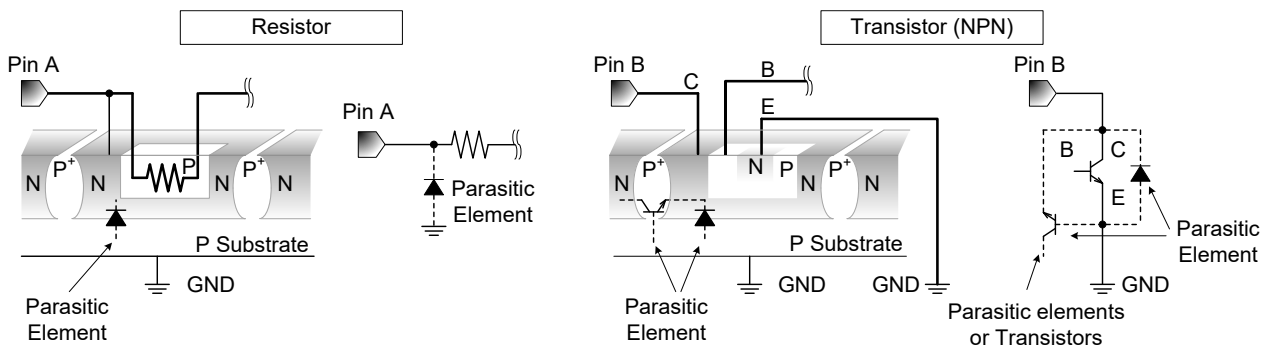 Resistor
Pin A
N
P+
N
P
N
P+
N
P Substrate
GND
Parasitic
Element
Pin A
Parasitic
Element
Transistor (NPN)
Pin B
C
B
E
N
P+
N
N
P
N
P+
N
P Substrate
GND
GND
Parasitic
Element
Pin B
B
C
E
Parasitic
Element
GND
Parasitic elements
or Transistors